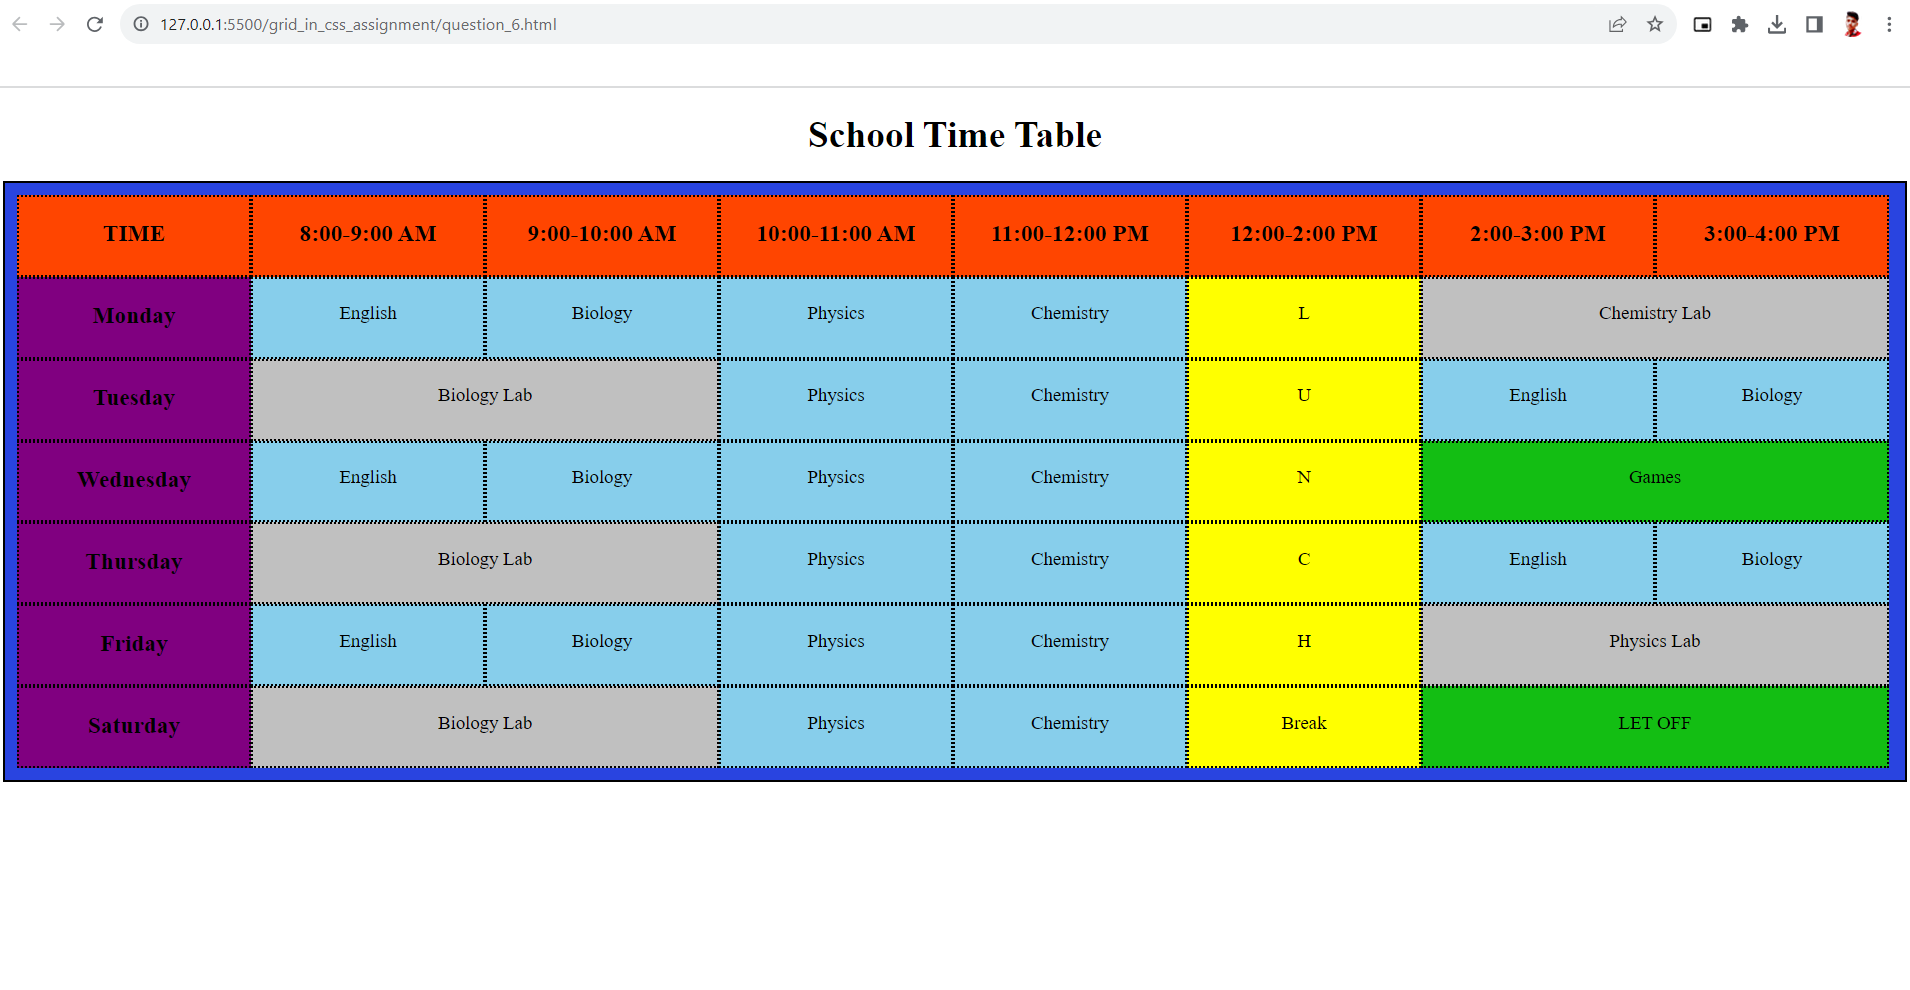 127.0.0.1:5500/grid_in_css_assignment/question_6.html
School Time Table
TIME 8:00-9:00 AM 9:00-10:00 AM 10:00-11:00 AM 11:00-12:00 PM 12:00-2:00 PM 2:00-3:00 PM 3:00-4:00 PM
Monday English Biology Physics Chemistry L Chemistry Lab
Tuesday Biology Lab Physics Chemistry U English Biology
Wednesday English Biology Physics Chemistry N Games
Thursday Biology Lab Physics Chemistry C English Biology
Friday English Biology Physics Chemistry H Physics Lab
Saturday Biology Lab Physics Chemistry Break LET OFF